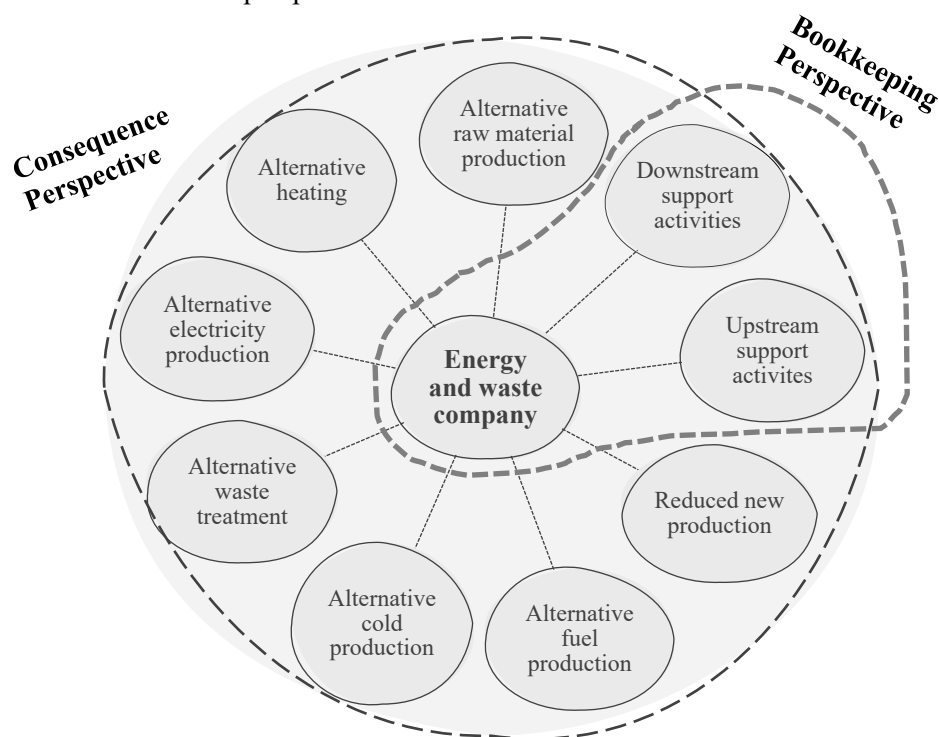 Bookkeeping
Perspective
Consequence
Perspective
Alternative
raw material
production
Alternative
heating
Downstream
support
activities
Alternative
electricity
production
Upstream
support
activites
Energy
and waste
company
Alternative
waste
treatment
Reduced new
production
Alternative
cold
production
Alternative
fuel
production